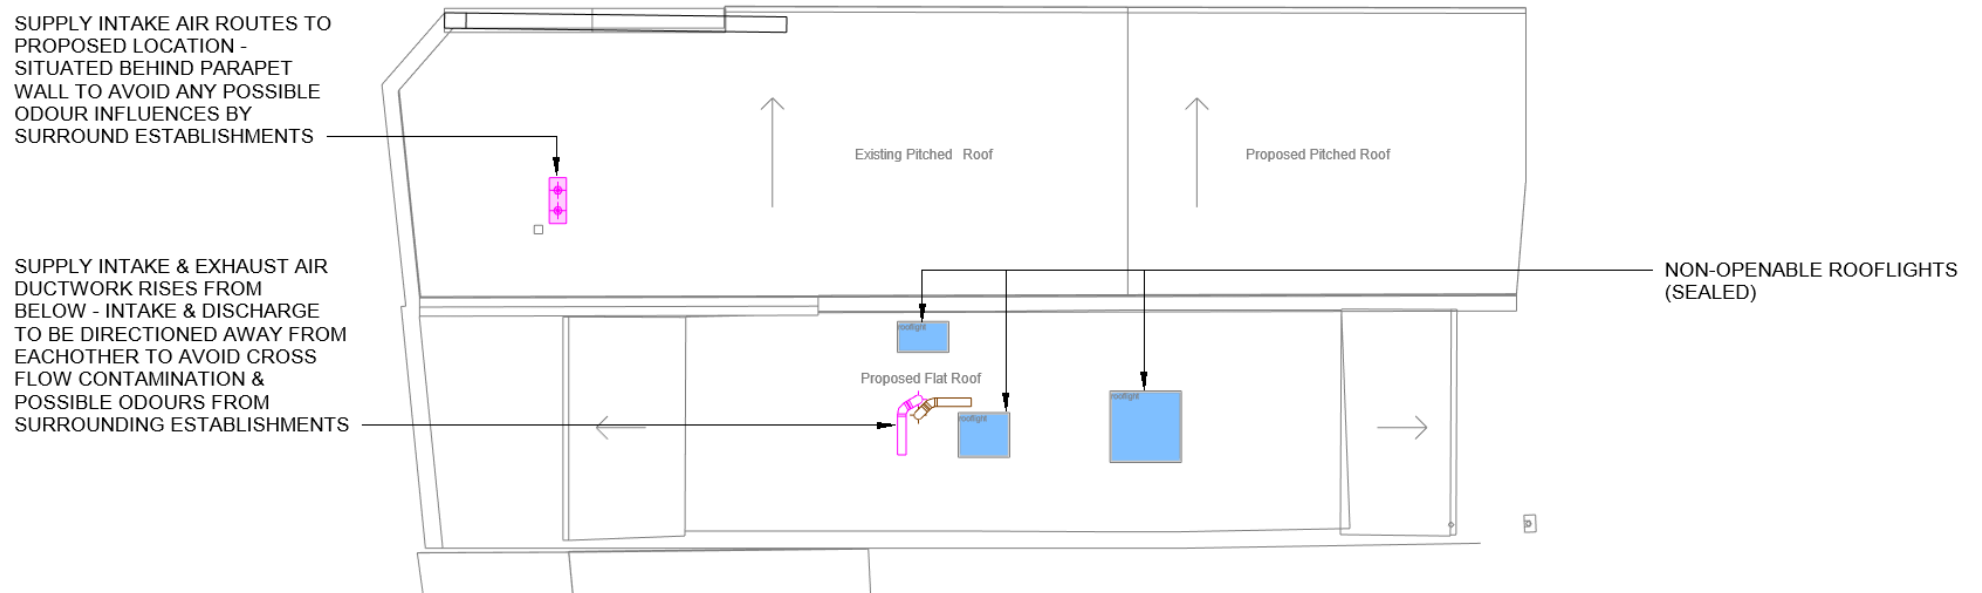 SUPPLY INTAKE AIR ROUTES TO
PROPOSED LOCATION -
SITUATED BEHIND PARAPET
WALL TO AVOID ANY POSSIBLE
ODOUR INFLUENCES BY
SURROUND ESTABLISHMENTS
Existing Pitched Roof
Proposed Pitched Roof
SUPPLY INTAKE & EXHAUST AIR
DUCTWORK RISES FROM
BELOW - INTAKE & DISCHARGE
TO BE DIRECTIONED AWAY FROM
EACHOTHER TO AVOID CROSS
FLOW CONTAMINATION &
POSSIBLE ODOURS FROM
SURROUNDING ESTABLISHMENTS
NON-OPENABLE ROOFLIGHTS
(SEALED)
rooflight
Proposed Flat Roof
rooflight
rooflight